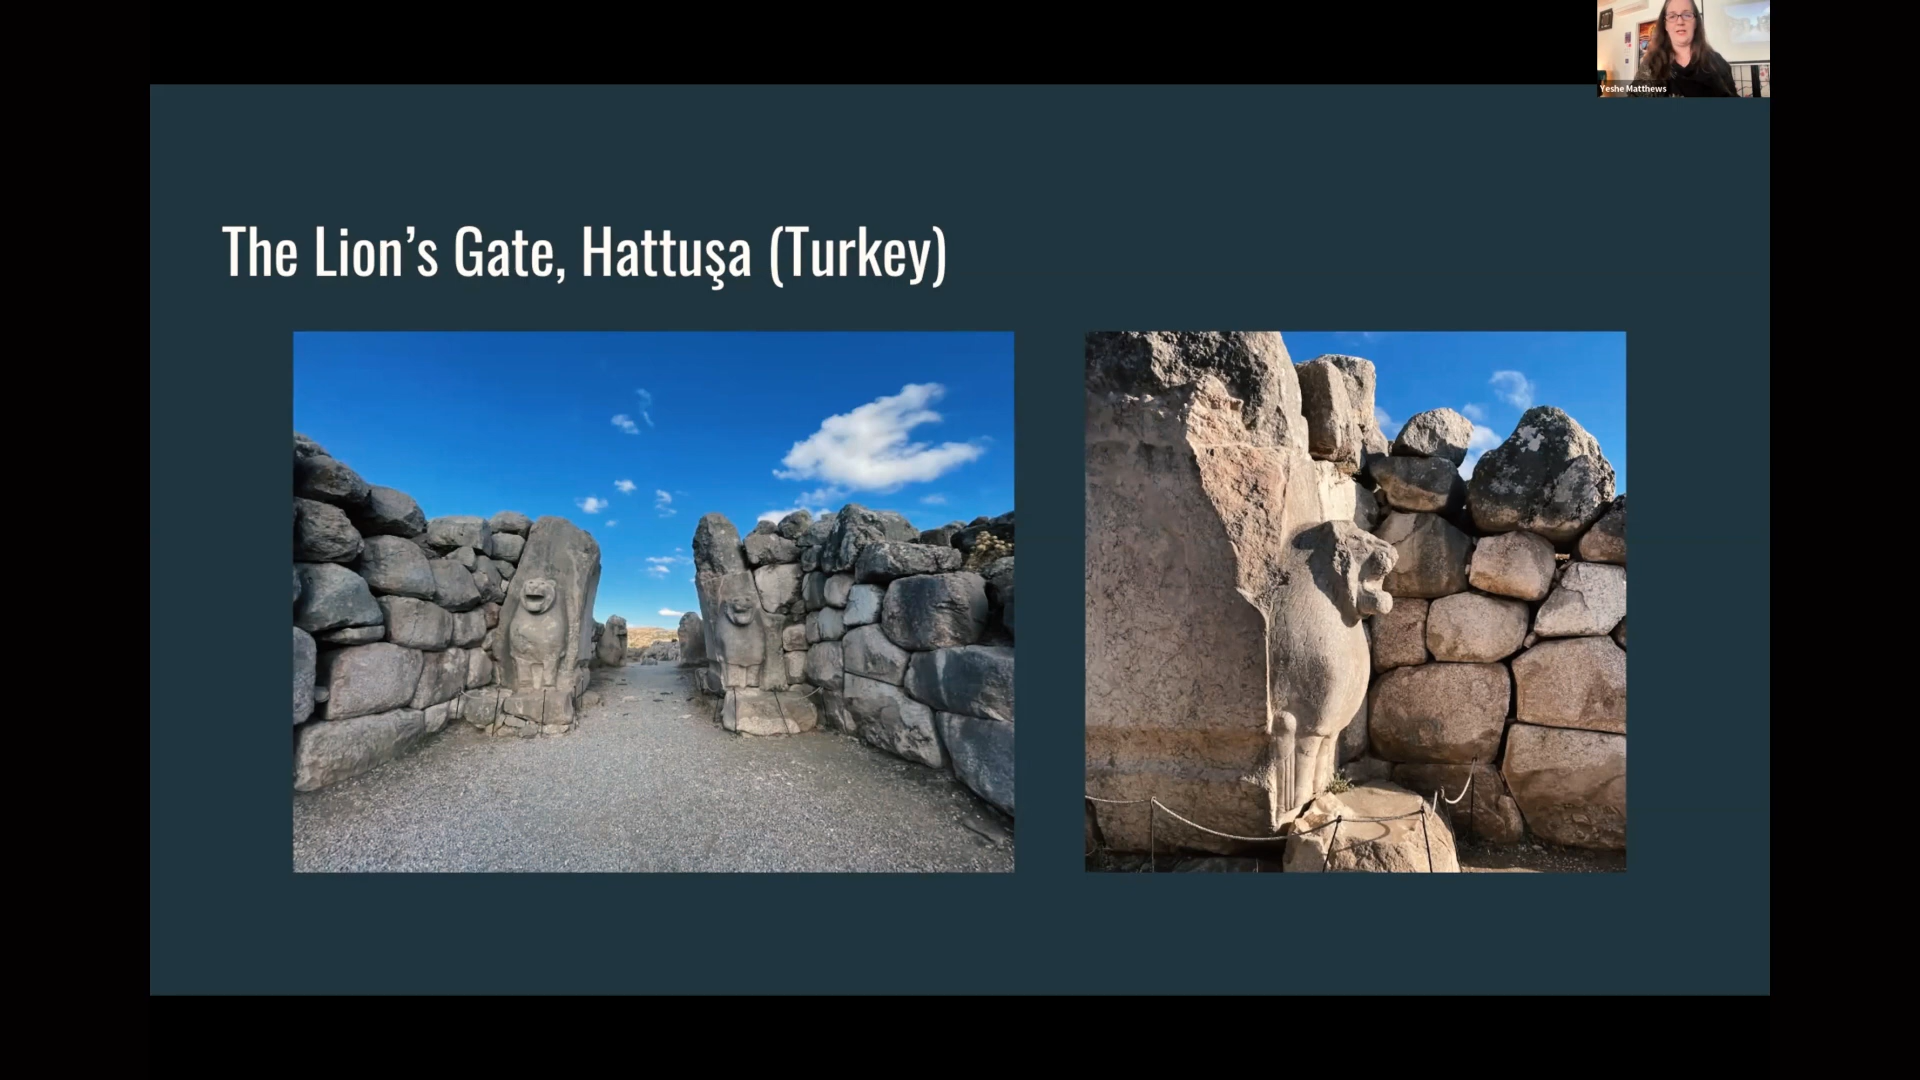 Yeshe Matthews
The Lion’s Gate, Hattuşa (Turkey)